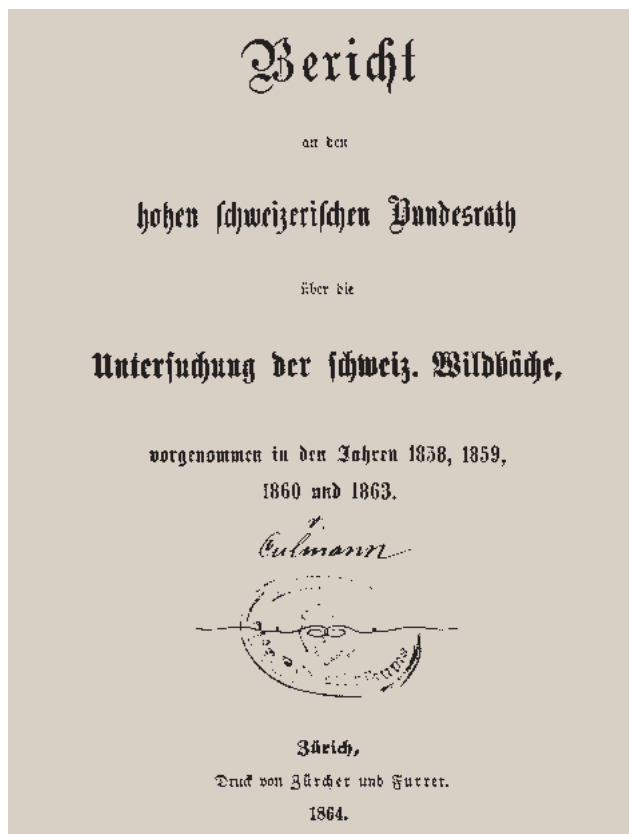 Bericht
an den
hohen schweizerischen Bundesrath
über die
Untersuchung der schweiz. Wildbäche,
vorgenommen in den Jahren 1858, 1859,
1860 und 1863.
v.
Culmann
Zürich,
Druck von Zürcher und Furrer.
1864.